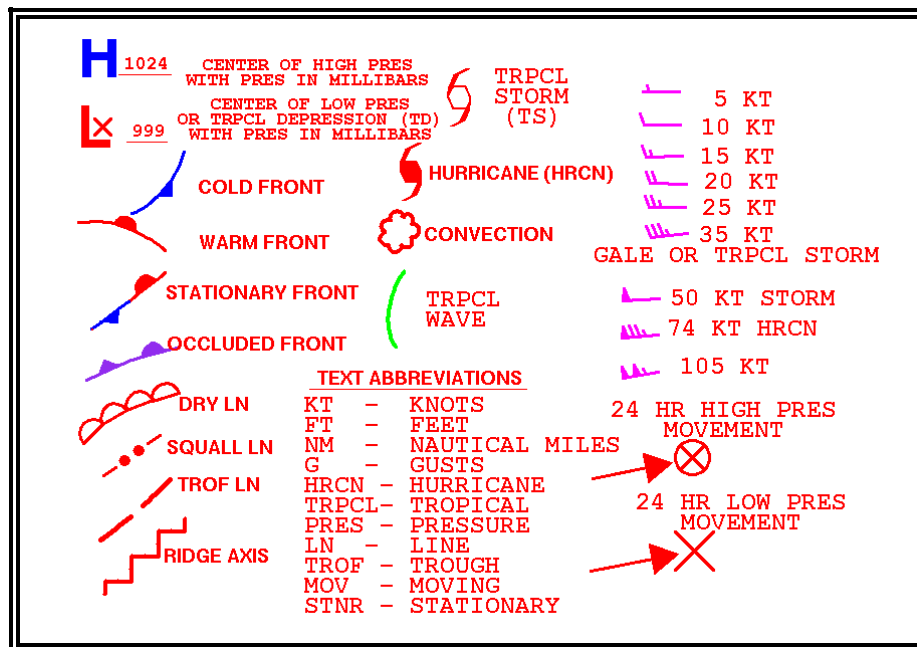 H 1024 CENTER OF HIGH PRES
WITH PRES IN MILLIBARS
L 999 CENTER OF LOW PRES
OR TRPCL DEPRESSION (TD)
WITH PRES IN MILLIBARS
COLD FRONT
WARM FRONT
STATIONARY FRONT
OCCLUDED FRONT
DRY LN
SQUALL LN
TROF LN
RIDGE AXIS
TRPCL
STORM
(TS)
HURRICANE (HRCN)
CONVECTION
TRPCL
WAVE
TEXT ABBREVIATIONS
KT - KNOTS
FT - FEET
NM - NAUTICAL MILES
G - GUSTS
HRCN - HURRICANE
TRPCL- TROPICAL
PRES - PRESSURE
LN - LINE
TROF - TROUGH
MOV - MOVING
STNR - STATIONARY
5 KT
10 KT
15 KT
20 KT
25 KT
35 KT
GALE OR TRPCL STORM
50 KT STORM
74 KT HRCN
105 KT
24 HR HIGH PRES
MOVEMENT
24 HR LOW PRES
MOVEMENT